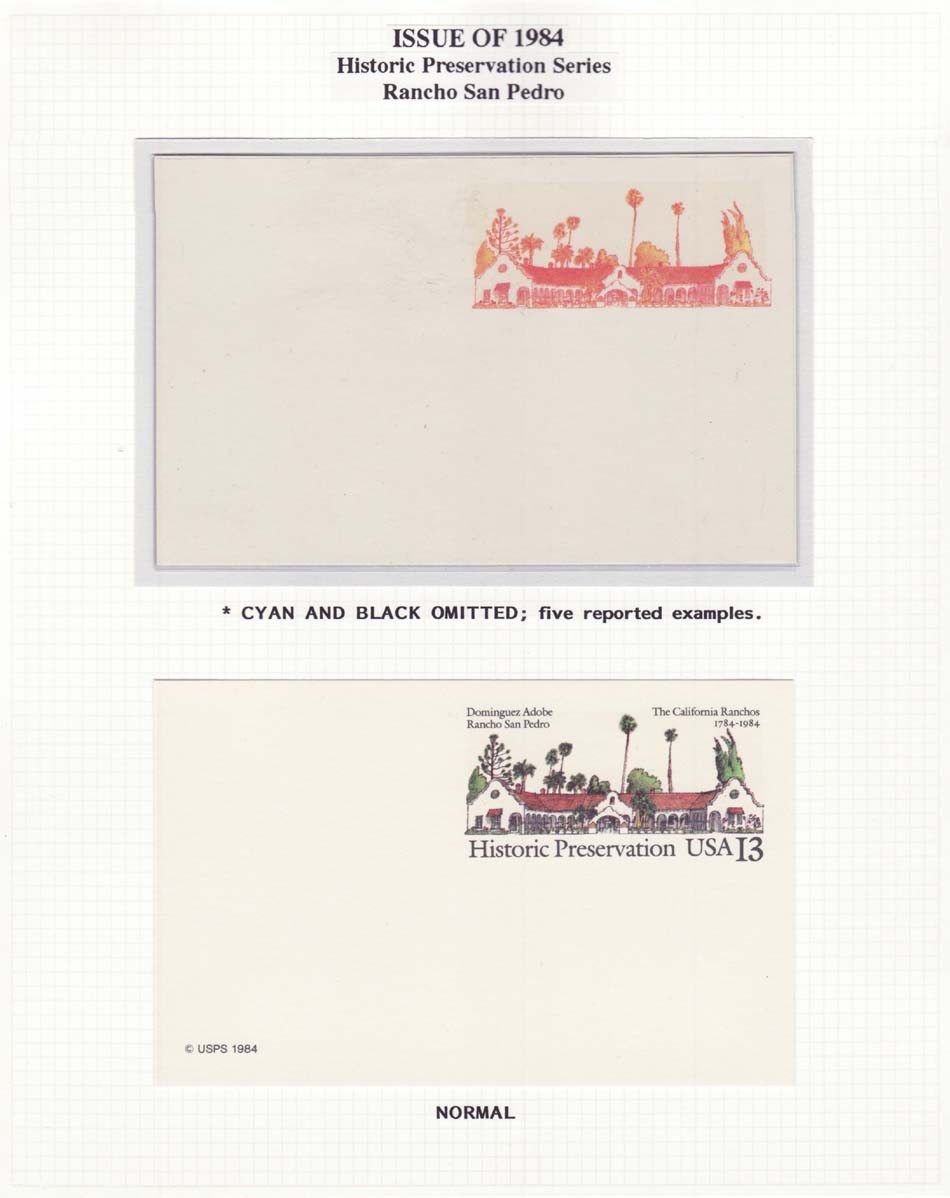 ISSUE OF 1984
Historic Preservation Series
Rancho San Pedro
* CYAN AND BLACK OMITTED; five reported examples.
Dominguez Adobe
Rancho San Pedro
The California Ranchos
1784-1984
Historic Preservation USA 13
© USPS 1984
NORMAL